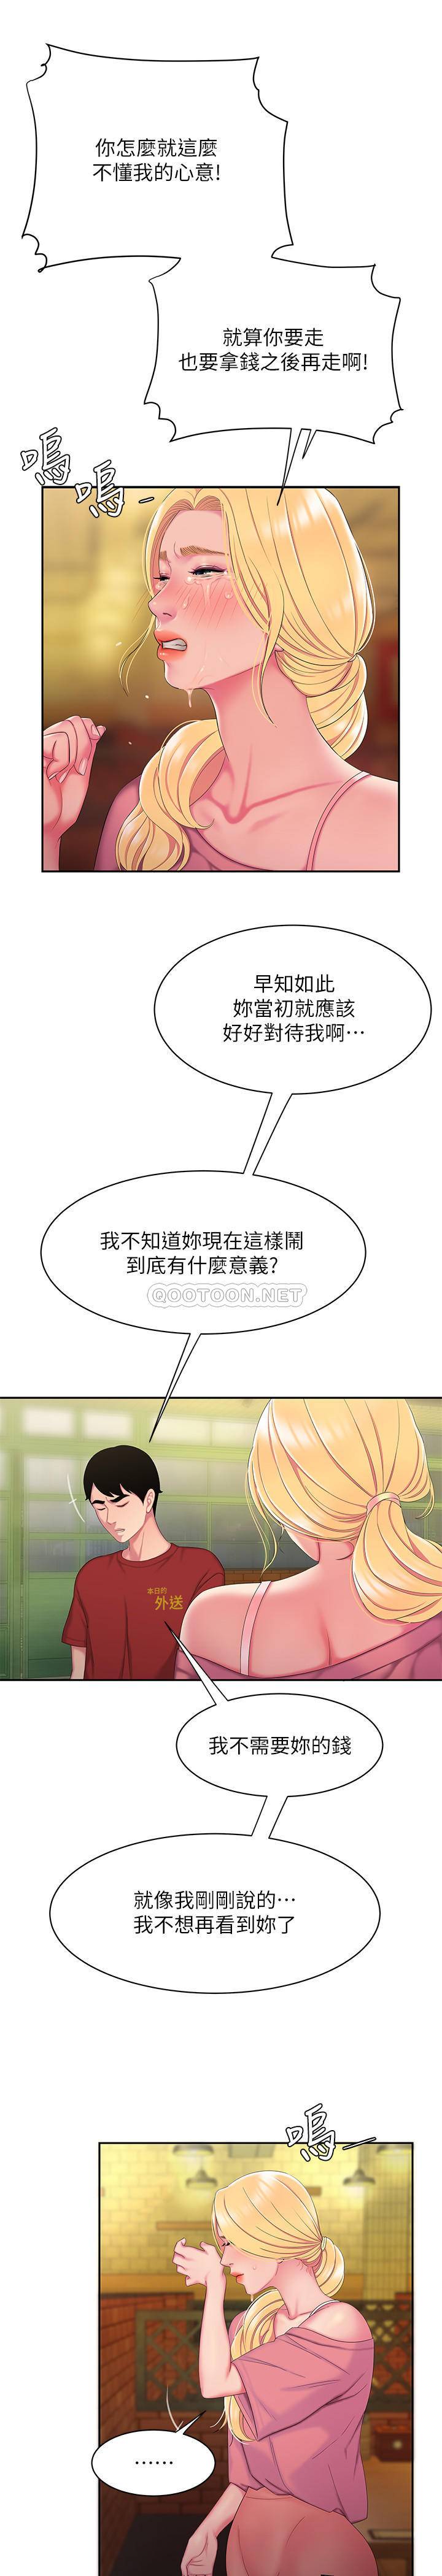 你怎麼就這麼
不懂我的心意!
就算你要走
也要拿錢之後再走啊!
嗚
嗚
早知如此
妳當初就應該
好好對待我啊…
我不知道妳現在這樣鬧
到底有什麼意義?
QOOTOON.NET
本日的
外送
我不需要妳的錢
就像我剛剛說的…
我不想再看到妳了
嗚
……